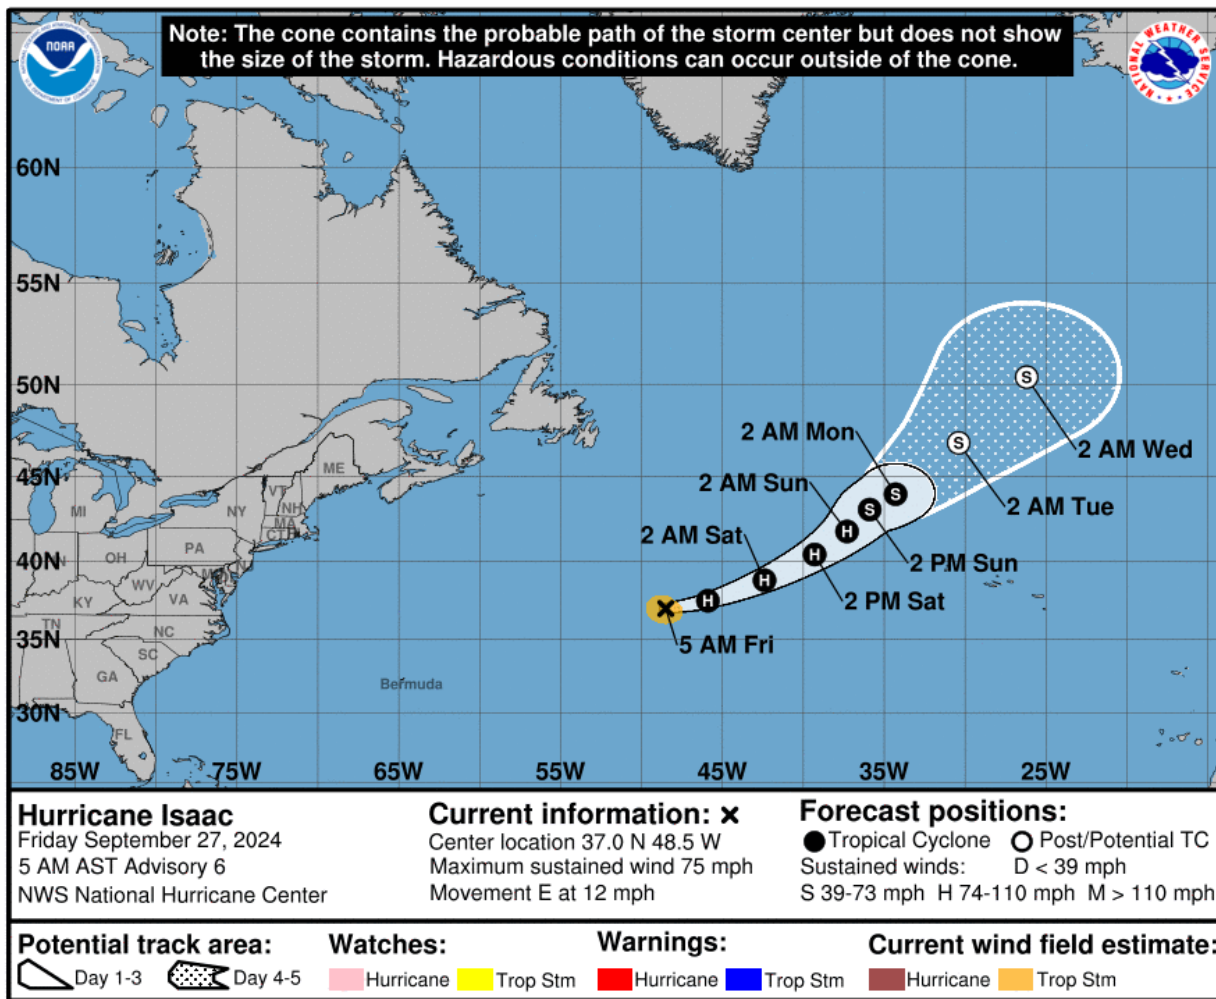 Note: The cone contains the probable path of the storm center but does not show
the size of the storm. Hazardous conditions can occur outside of the cone.
NOAA
NATIONAL WEATHER SERVICE
60N
55N
50N
45N
40N
35N
30N
85W
75W
65W
55W
45W
35W
25W
ME
VT
NH
MA
CT
RI
NY
MI
PA
NJ
OH
WV
VA
KY
TN
NC
SC
GA
FL
Bermuda
2 AM Wed
2 AM Tue
2 AM Mon
2 PM Sun
2 AM Sun
2 PM Sat
2 AM Sat
5 AM Fri
S
S
S
S
H
H
H
H
Hurricane Isaac
Friday September 27, 2024
5 AM AST Advisory 6
NWS National Hurricane Center
Current information:
Center location 37.0 N 48.5 W
Maximum sustained wind 75 mph
Movement E at 12 mph
Forecast positions:
Tropical Cyclone Post/Potential TC
Sustained winds: D < 39 mph
S 39-73 mph H 74-110 mph M > 110 mph
Potential track area:
Day 1-3 Day 4-5
Watches:
Hurricane Trop Stm
Warnings:
Hurricane Trop Stm
Current wind field estimate:
Hurricane Trop Stm